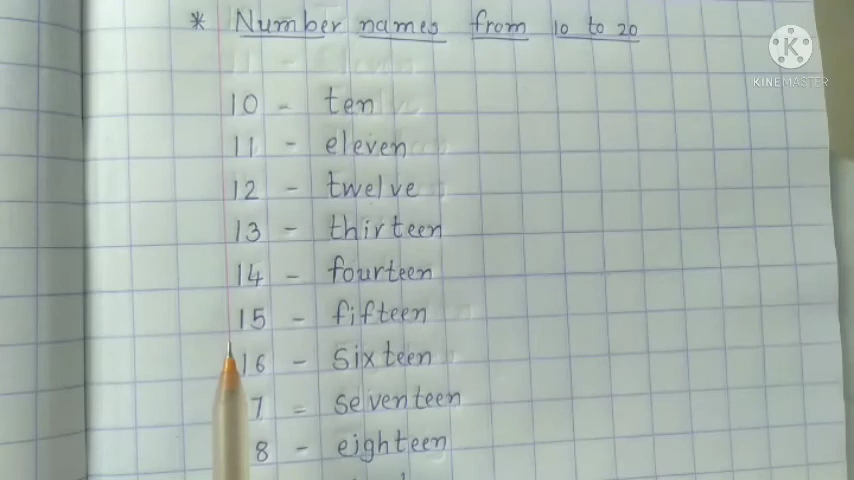 * Number names from 10 to 20
K
KINEMASTER
10 - ten
11 - eleven
12 - twelve
13 - thirteen
14 - fourteen
15 - fifteen
16 - sixteen
7 - seventeen
8 - eighteen